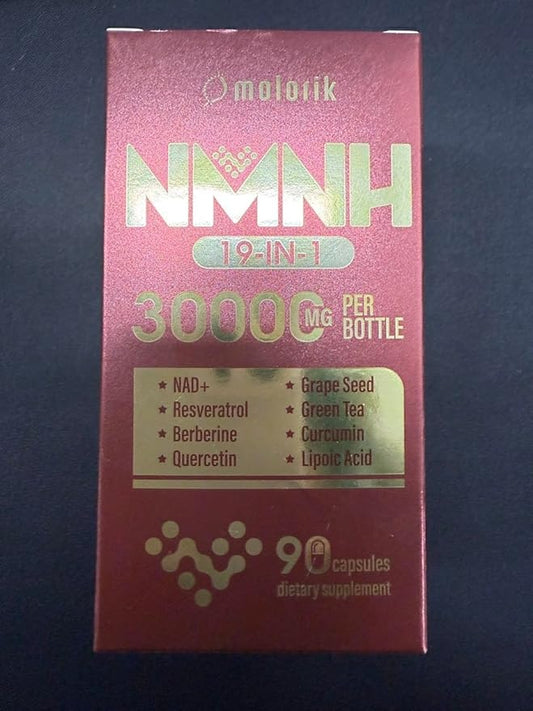 molorik
NMNH
19-IN-1
30000 MG PER BOTTLE
★ NAD+
★ Resveratrol
★ Berberine
★ Quercetin
★ Grape Seed
★ Green Tea
★ Curcumin
★ Lipoic Acid
90 capsules
dietary supplement